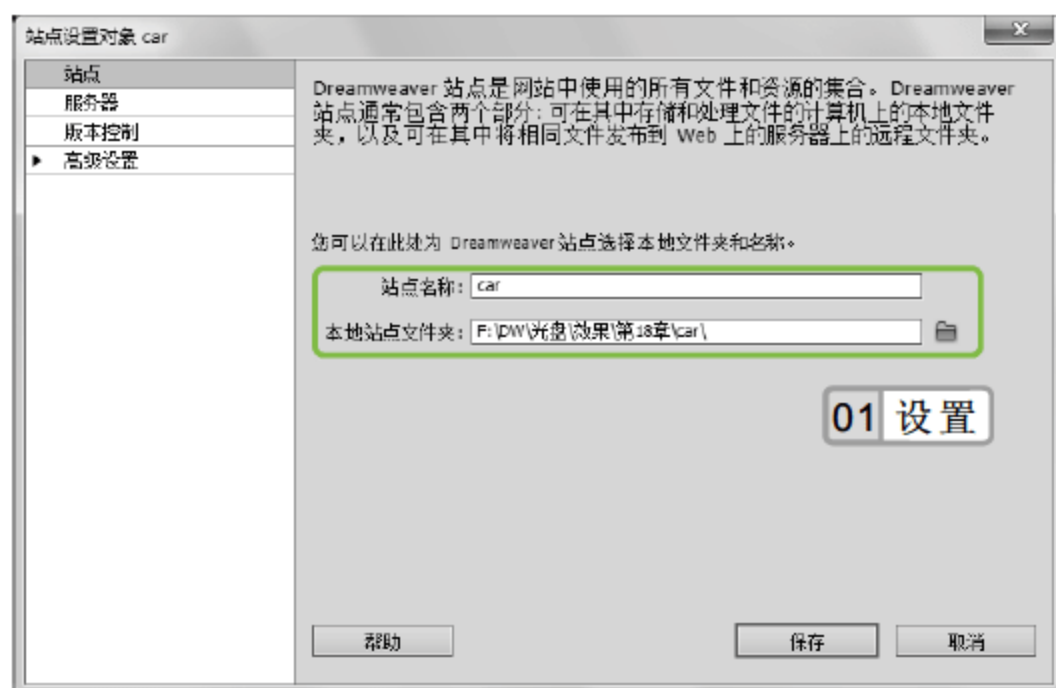 站点设置对象 car
站点
服务器
版本控制
高级设置
Dreamweaver 站点是网站中使用的所有文件和资源的集合。Dreamweaver
站点通常包含两个部分:可在其中存储和处理文件的计算机上的本地文件
夹，以及可在其中将相同文件发布到 Web 上的服务器上的远程文件夹。
您可以在此处为 Dreamweaver 站点选择本地文件夹和名称。
站点名称: car
本地站点文件夹: F:\DW\光盘\效果\第18章\car\
01 设置
帮助
保存
取消